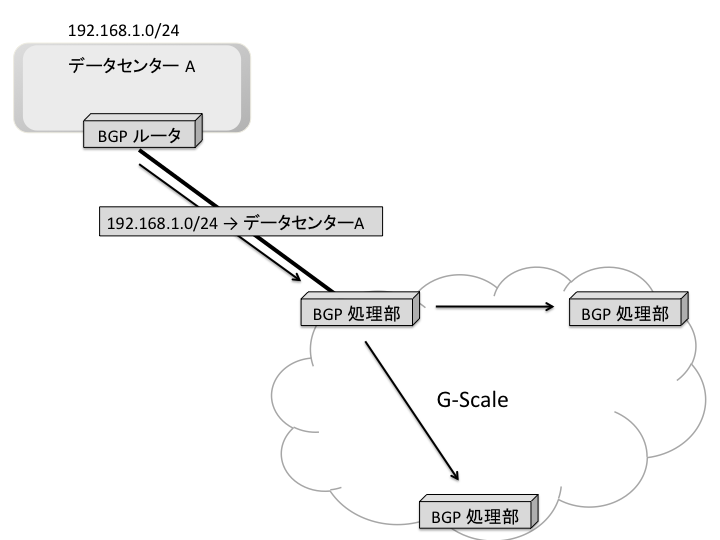 192.168.1.0/24
データセンター A
BGP ルータ
192.168.1.0/24 → データセンターA
BGP 処理部
BGP 処理部
G-Scale
BGP 処理部